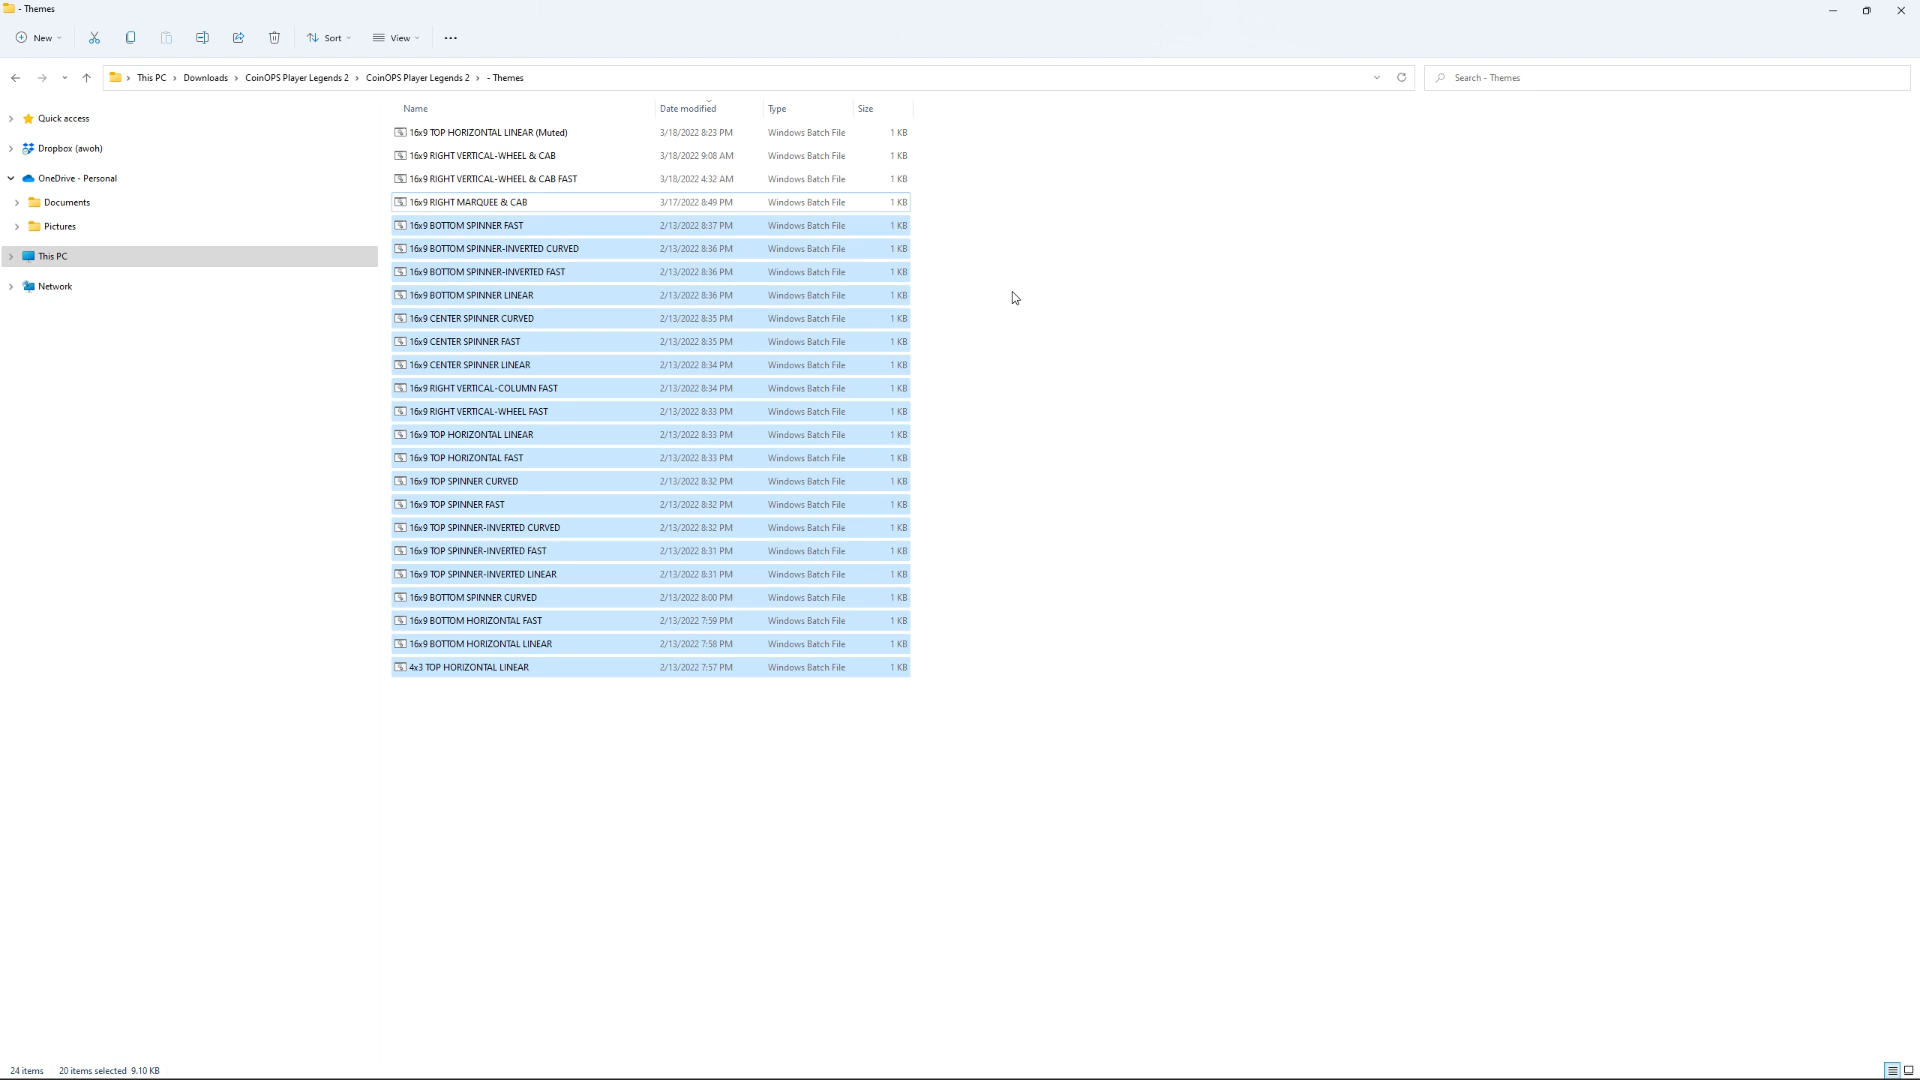 - Themes
New
Sort
View
This PC > Downloads > CoinOPS Player Legends 2 > CoinOPS Player Legends 2 > - Themes
Search - Themes
Quick access
Dropbox (awoh)
OneDrive - Personal
Documents
Pictures
This PC
Network
Name Date modified Type Size
16x9 TOP HORIZONTAL LINEAR (Muted) 3/18/2022 8:23 PM Windows Batch File 1 KB
16x9 RIGHT VERTICAL-WHEEL & CAB 3/18/2022 9:08 AM Windows Batch File 1 KB
16x9 RIGHT VERTICAL-WHEEL & CAB FAST 3/18/2022 4:32 AM Windows Batch File 1 KB
16x9 RIGHT MARQUEE & CAB 3/17/2022 8:49 PM Windows Batch File 1 KB
16x9 BOTTOM SPINNER FAST 2/13/2022 8:37 PM Windows Batch File 1 KB
16x9 BOTTOM SPINNER-INVERTED CURVED 2/13/2022 8:36 PM Windows Batch File 1 KB
16x9 BOTTOM SPINNER-INVERTED FAST 2/13/2022 8:36 PM Windows Batch File 1 KB
16x9 BOTTOM SPINNER LINEAR 2/13/2022 8:36 PM Windows Batch File 1 KB
16x9 CENTER SPINNER CURVED 2/13/2022 8:35 PM Windows Batch File 1 KB
16x9 CENTER SPINNER FAST 2/13/2022 8:35 PM Windows Batch File 1 KB
16x9 CENTER SPINNER LINEAR 2/13/2022 8:34 PM Windows Batch File 1 KB
16x9 RIGHT VERTICAL-COLUMN FAST 2/13/2022 8:34 PM Windows Batch File 1 KB
16x9 RIGHT VERTICAL-WHEEL FAST 2/13/2022 8:33 PM Windows Batch File 1 KB
16x9 TOP HORIZONTAL LINEAR 2/13/2022 8:33 PM Windows Batch File 1 KB
16x9 TOP HORIZONTAL FAST 2/13/2022 8:33 PM Windows Batch File 1 KB
16x9 TOP SPINNER CURVED 2/13/2022 8:32 PM Windows Batch File 1 KB
16x9 TOP SPINNER FAST 2/13/2022 8:32 PM Windows Batch File 1 KB
16x9 TOP SPINNER-INVERTED CURVED 2/13/2022 8:32 PM Windows Batch File 1 KB
16x9 TOP SPINNER-INVERTED FAST 2/13/2022 8:31 PM Windows Batch File 1 KB
16x9 TOP SPINNER-INVERTED LINEAR 2/13/2022 8:31 PM Windows Batch File 1 KB
16x9 BOTTOM SPINNER CURVED 2/13/2022 8:00 PM Windows Batch File 1 KB
16x9 BOTTOM HORIZONTAL FAST 2/13/2022 7:59 PM Windows Batch File 1 KB
16x9 BOTTOM HORIZONTAL LINEAR 2/13/2022 7:58 PM Windows Batch File 1 KB
4x3 TOP HORIZONTAL LINEAR 2/13/2022 7:57 PM Windows Batch File 1 KB
24 items 20 items selected 9.10 KB